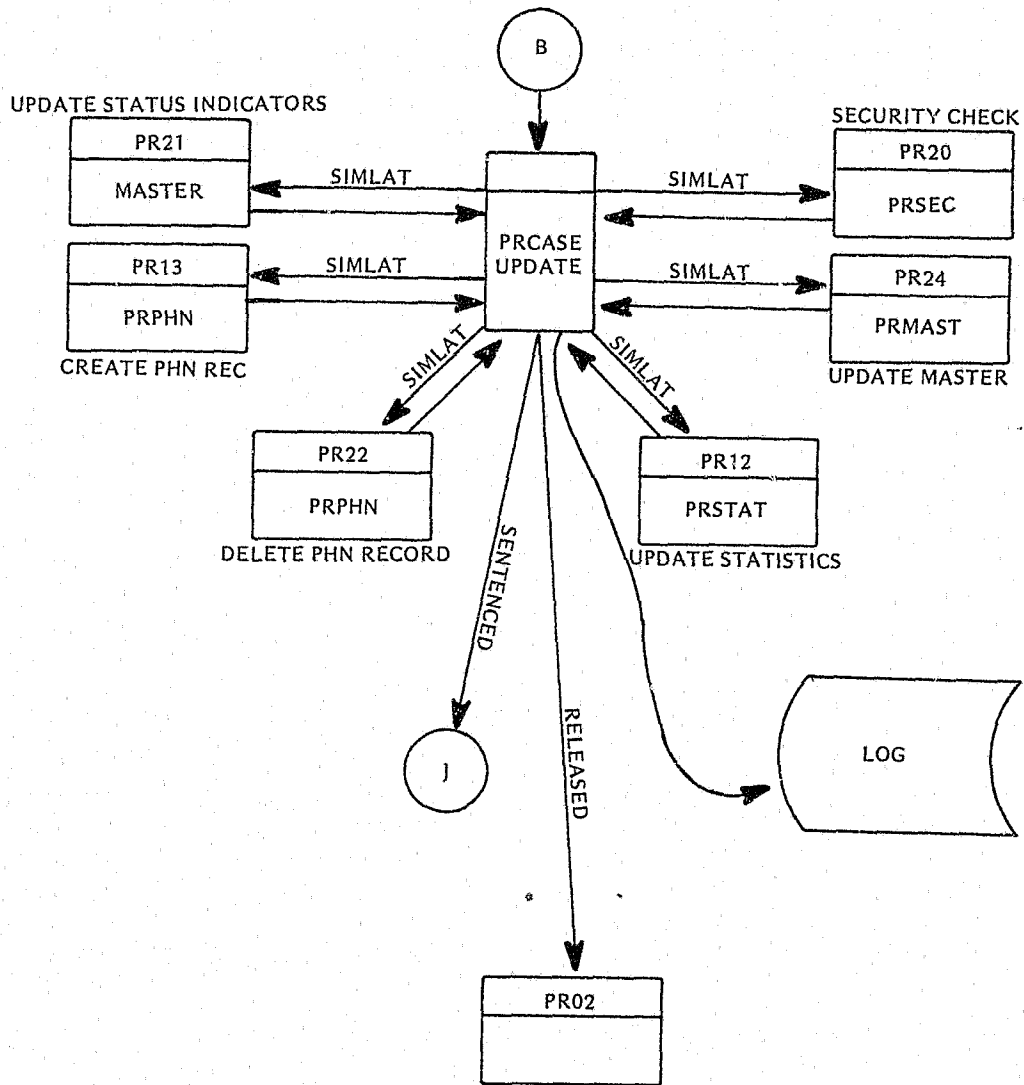 B
UPDATE STATUS INDICATORS
PR21
MASTER
SIMLAT
SECURITY CHECK
PR20
PRSEC
SIMLAT
PRCASE
UPDATE
PR13
PRPHN
CREATE PHN REC
SIMLAT
PR24
PRMAST
UPDATE MASTER
SIMLAT
SIMLAT
PR22
PRPHN
DELETE PHN RECORD
SIMLAT
PR12
PRSTAT
UPDATE STATISTICS
SENTENCED
J
RELEASED
LOG
PR02